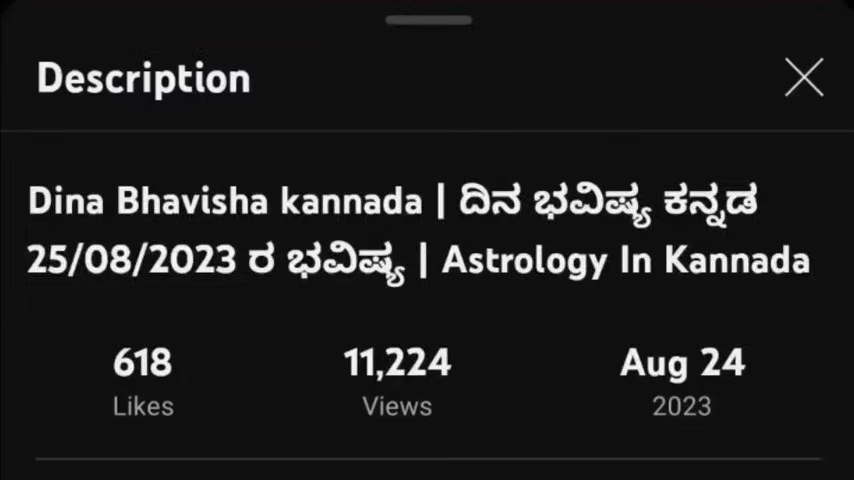 Description
Dina Bhavisha kannada | ದಿನ ಭವಿಷ್ಯ ಕನ್ನಡ
25/08/2023 ರ ಭವಿಷ್ಯ | Astrology In Kannada
618 11,224 Aug 24
Likes Views 2023